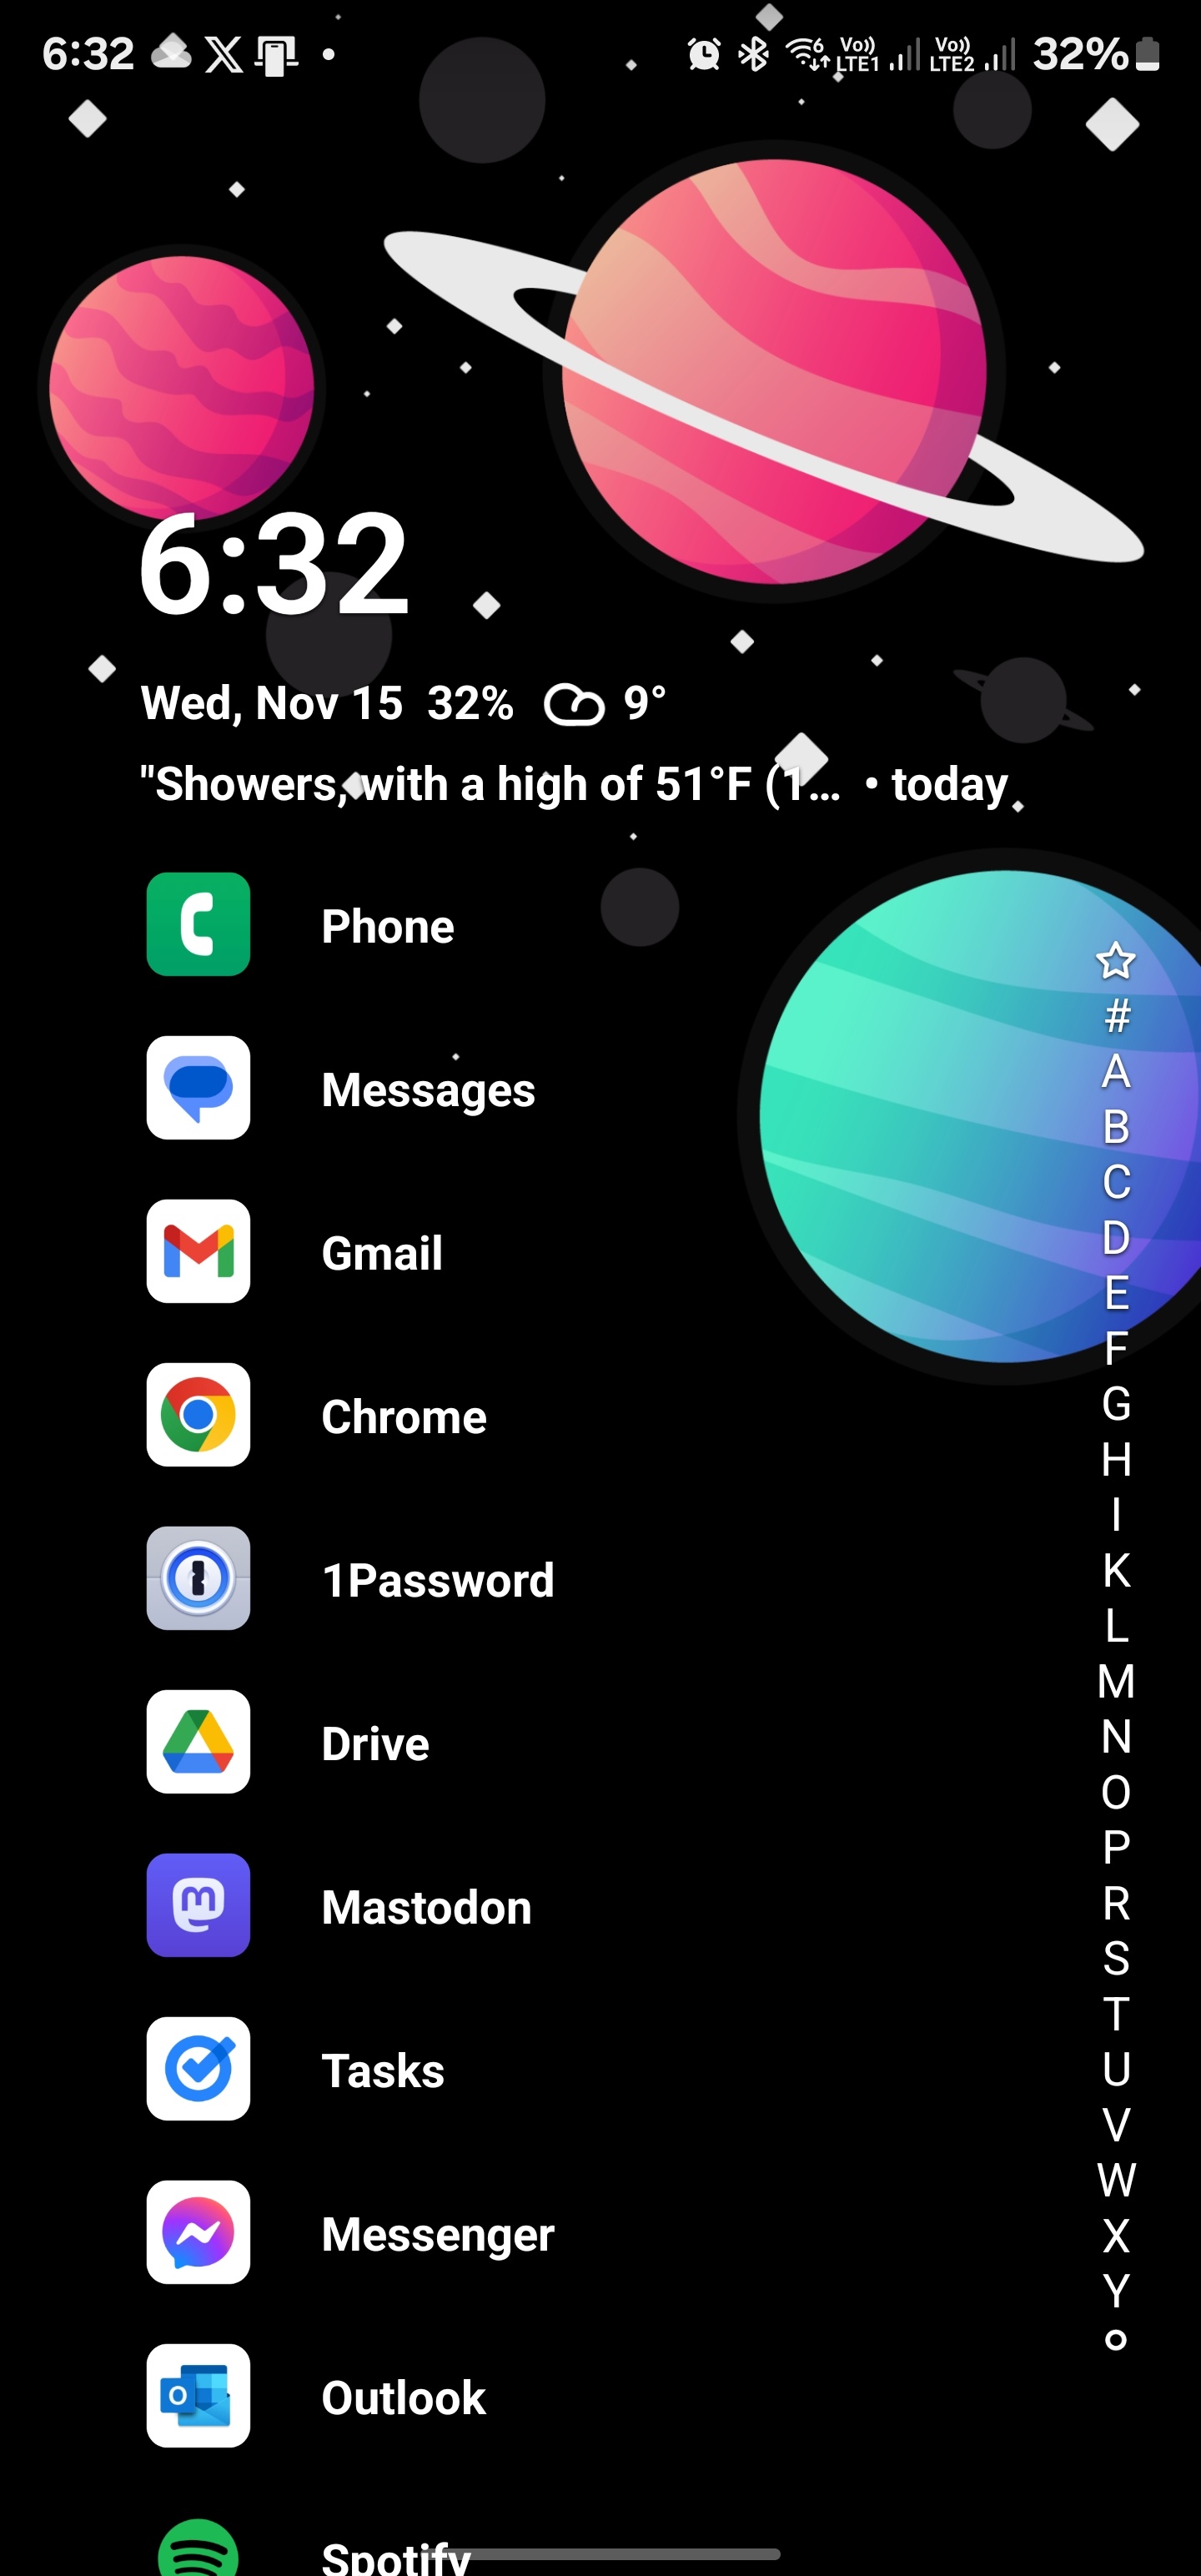 6:32 6 Vo)) LTE1 Vo)) LTE2 32%
6:32
Wed, Nov 15 32% 9°
"Showers, with a high of 51°F (1... • today
Phone
Messages
Gmail
Chrome
1Password
Drive
Mastodon
Tasks
Messenger
O
Outlook
Spotify
#
A
B
C
D
E
F
G
H
I
K
L
M
N
O
P
R
S
T
U
V
W
X
Y